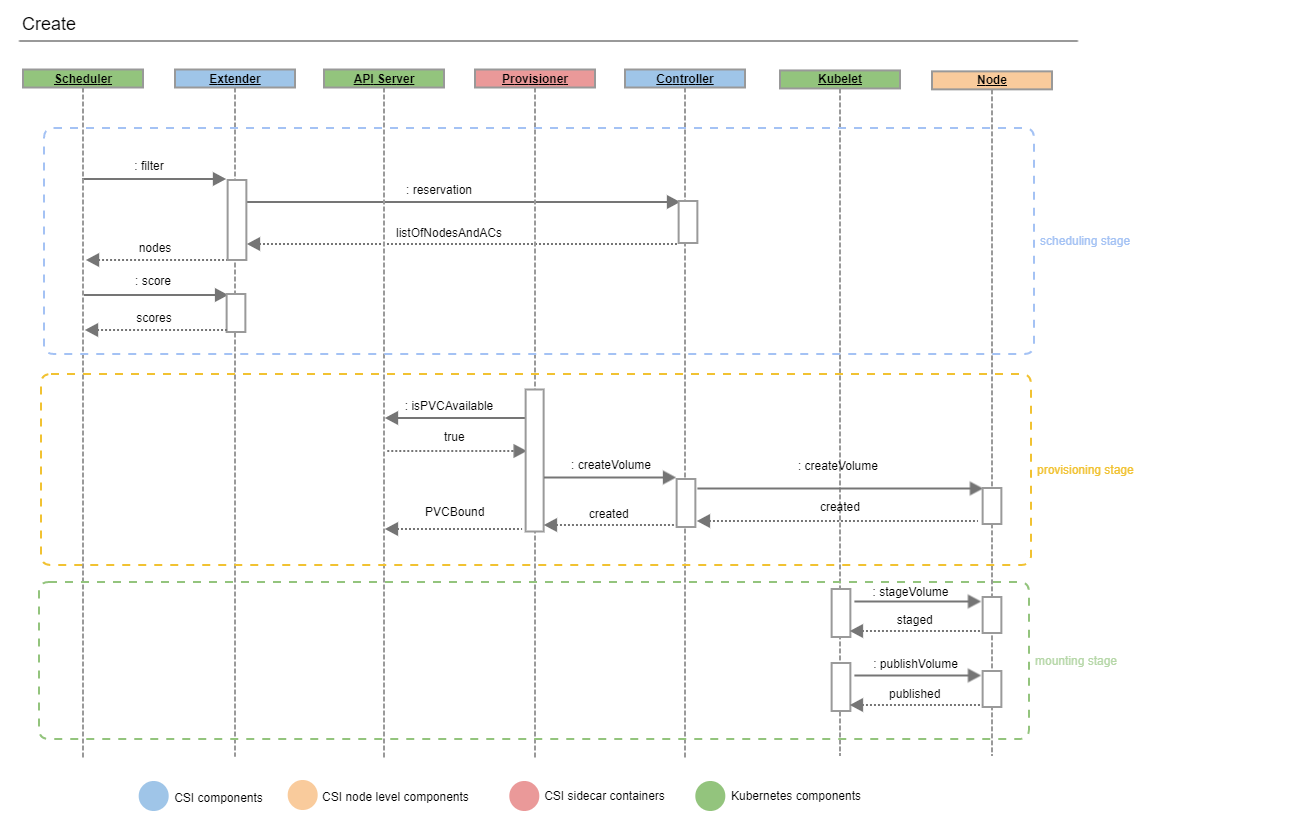 Create
Scheduler
Extender
API Server
Provisioner
Controller
Kubelet
Node
: filter
: reservation
listOfNodesAndACs
nodes
scheduling stage
: score
scores
: isPVCAvailable
true
: createVolume
: createVolume
provisioning stage
PVCBound
created
created
: stageVolume
staged
mounting stage
: publishVolume
published
CSI components
CSI node level components
CSI sidecar containers
Kubernetes components